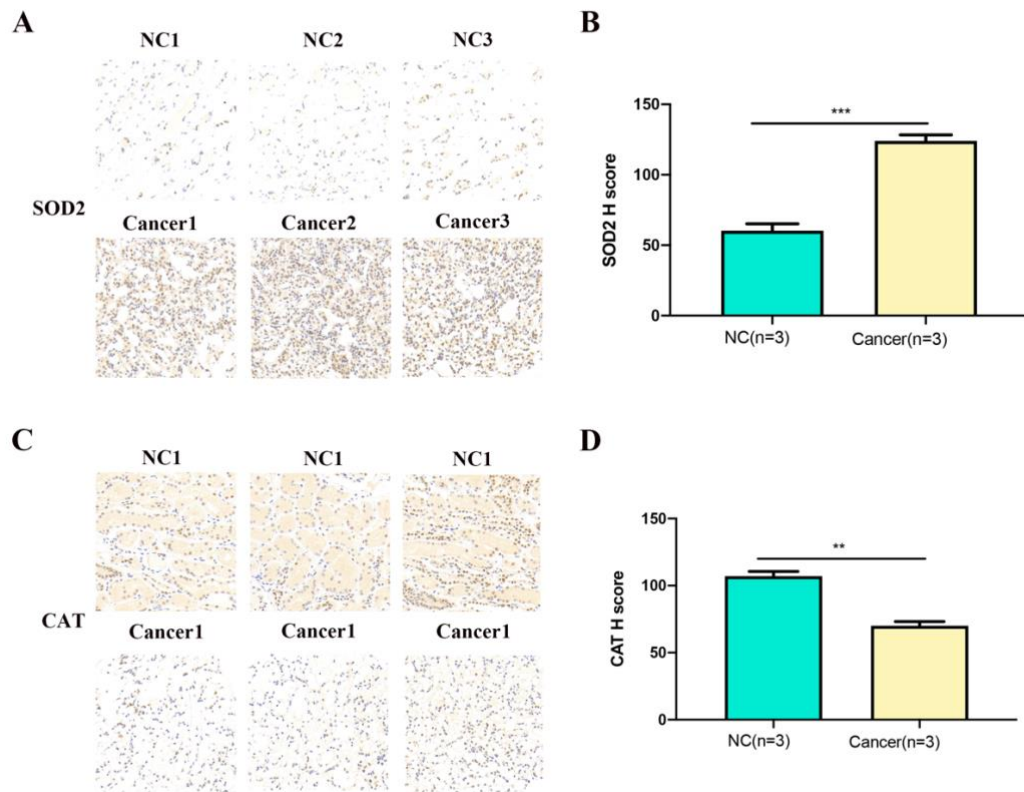 A
NC1 NC2 NC3
SOD2
Cancer1 Cancer2 Cancer3
B
150
100
50
0
SOD2 H score
***
NC(n=3) Cancer(n=3)
C
NC1 NC1 NC1
CAT
Cancer1 Cancer1 Cancer1
D
150
100
50
0
CAT H score
**
NC(n=3) Cancer(n=3)